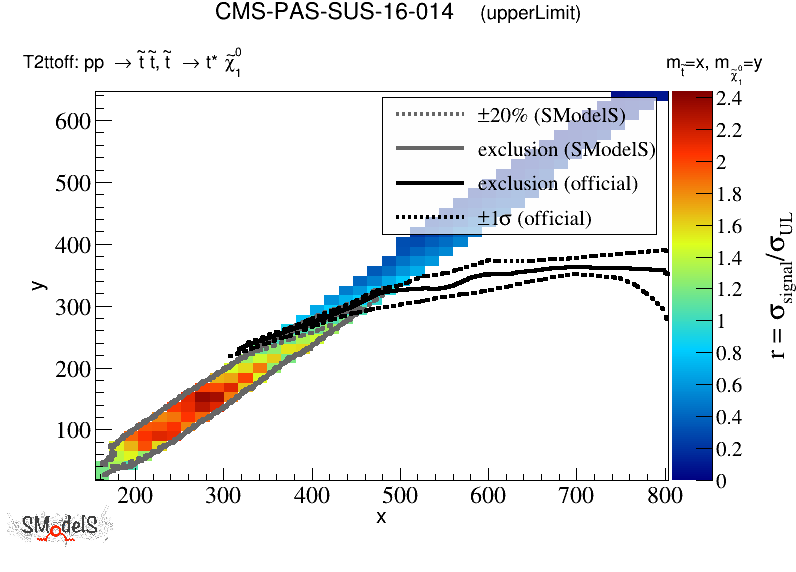 CMS-PAS-SUS-16-014 (upperLimit)
T2ttoff: pp → t̃ t̃, t̃ → t* χ̃₁⁰
m_t̃=x, m_χ̃₁⁰=y
±20% (SModelS)
exclusion (SModelS)
exclusion (official)
±1σ (official)
600
500
400
300
200
100
y
200 300 400 500 600 700 800
x
2.4
2.2
2
1.8
1.6
1.4
1.2
1
0.8
0.6
0.4
0.2
0
r = σ_signal/σ_UL
SModelS